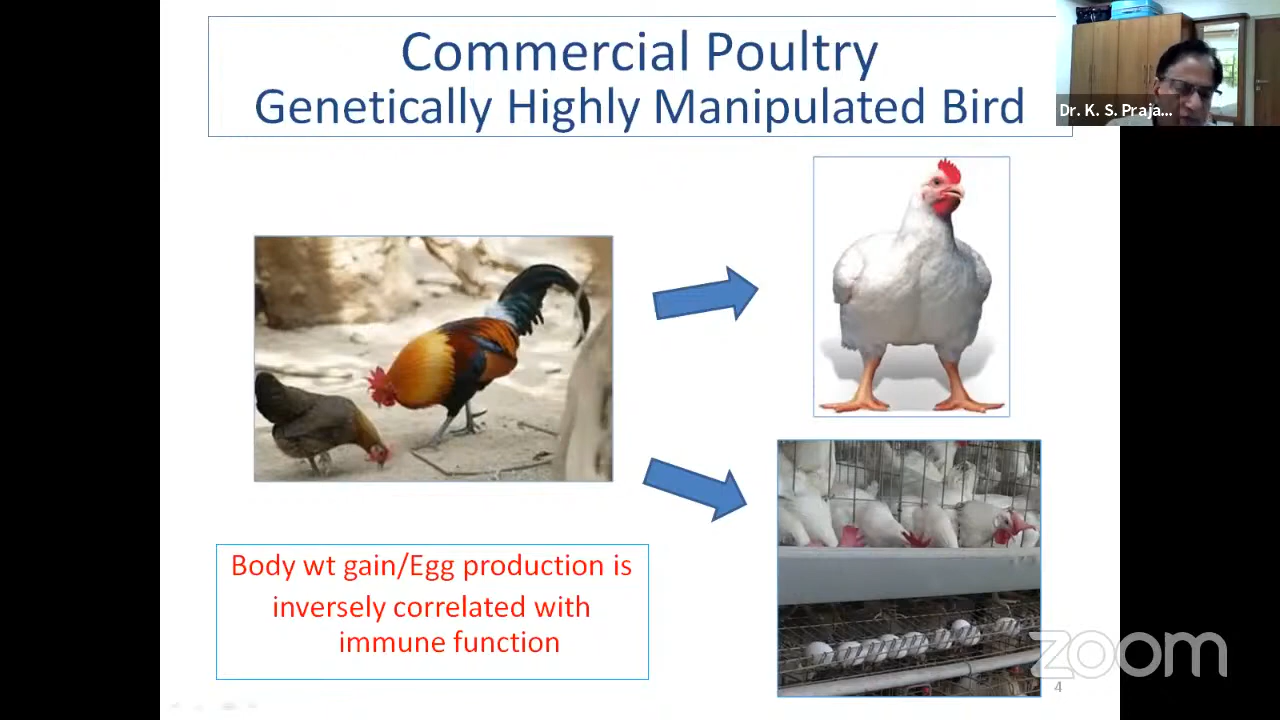 Commercial Poultry
Genetically Highly Manipulated Bird
Dr. K. S. Praja...
Body wt gain/Egg production is
inversely correlated with
immune function
zoom
4